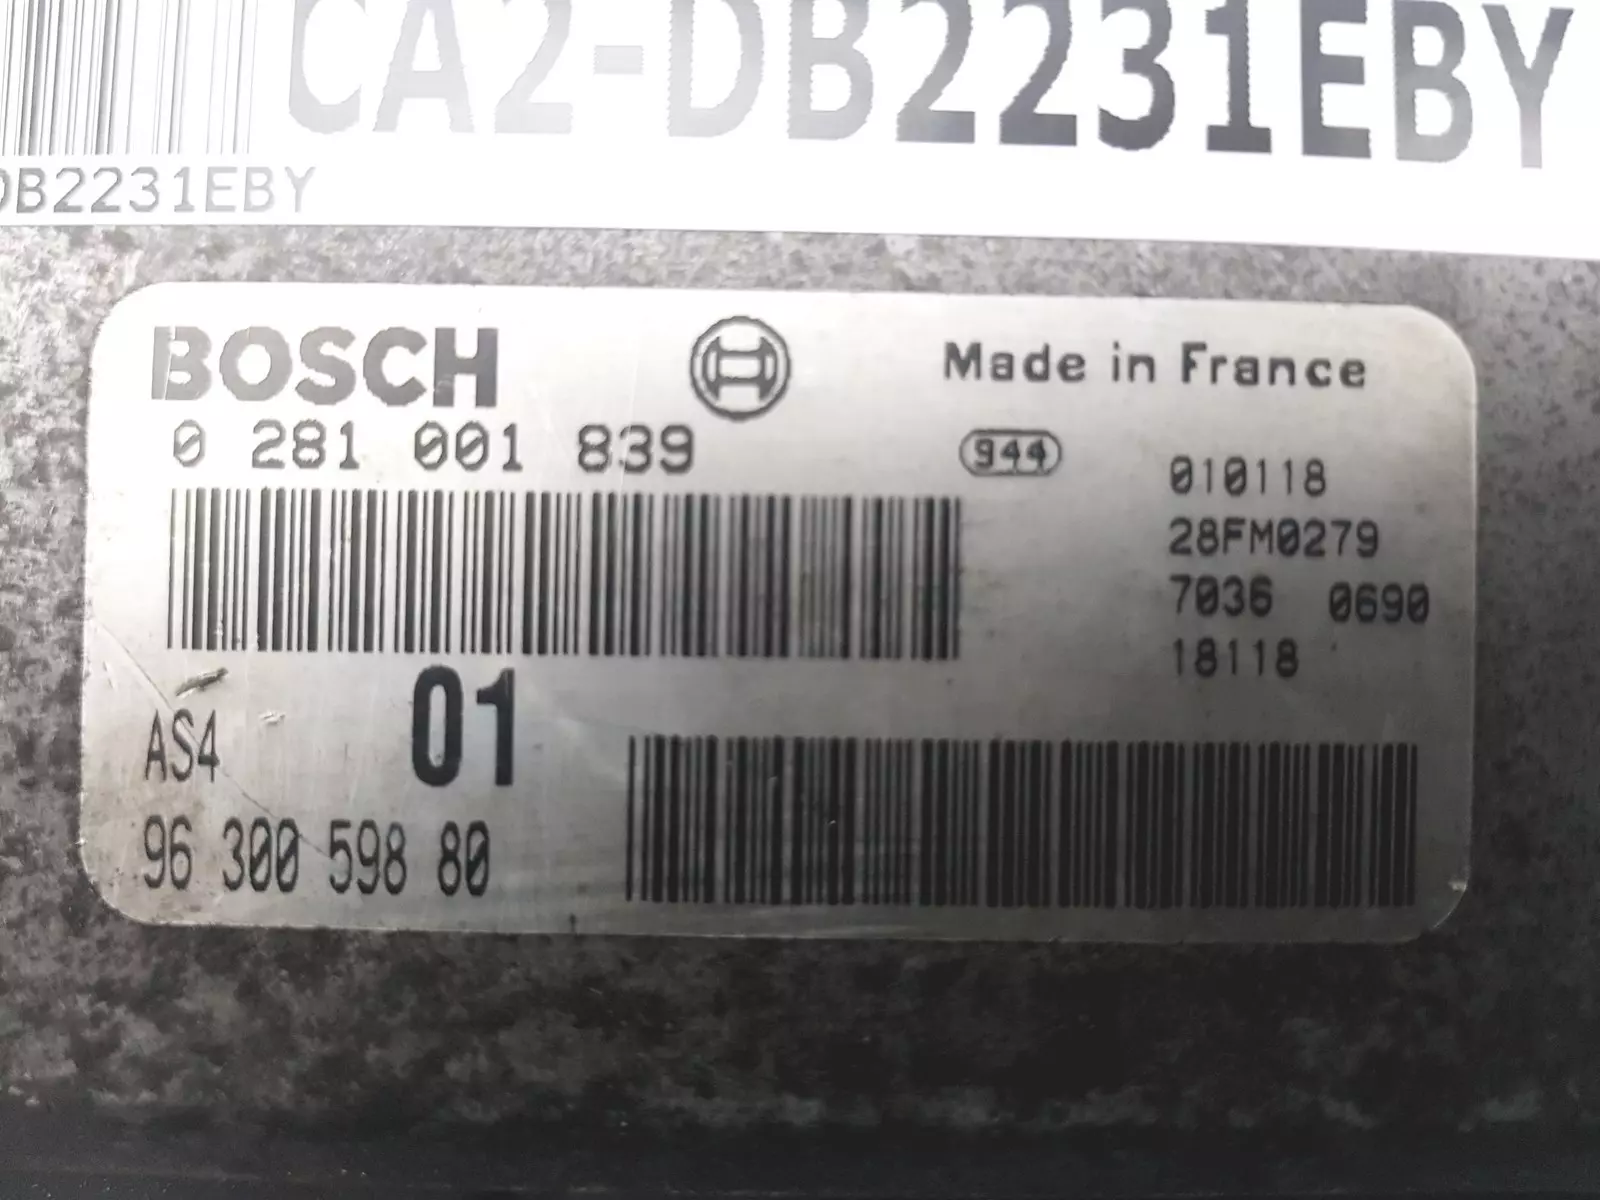 CA2-DB2231EBY
DB2231EBY
BOSCH
Made in France
0 281 001 839
944
010118
28FM0279
7036 0690
18118
AS4
01
96 300 598 80